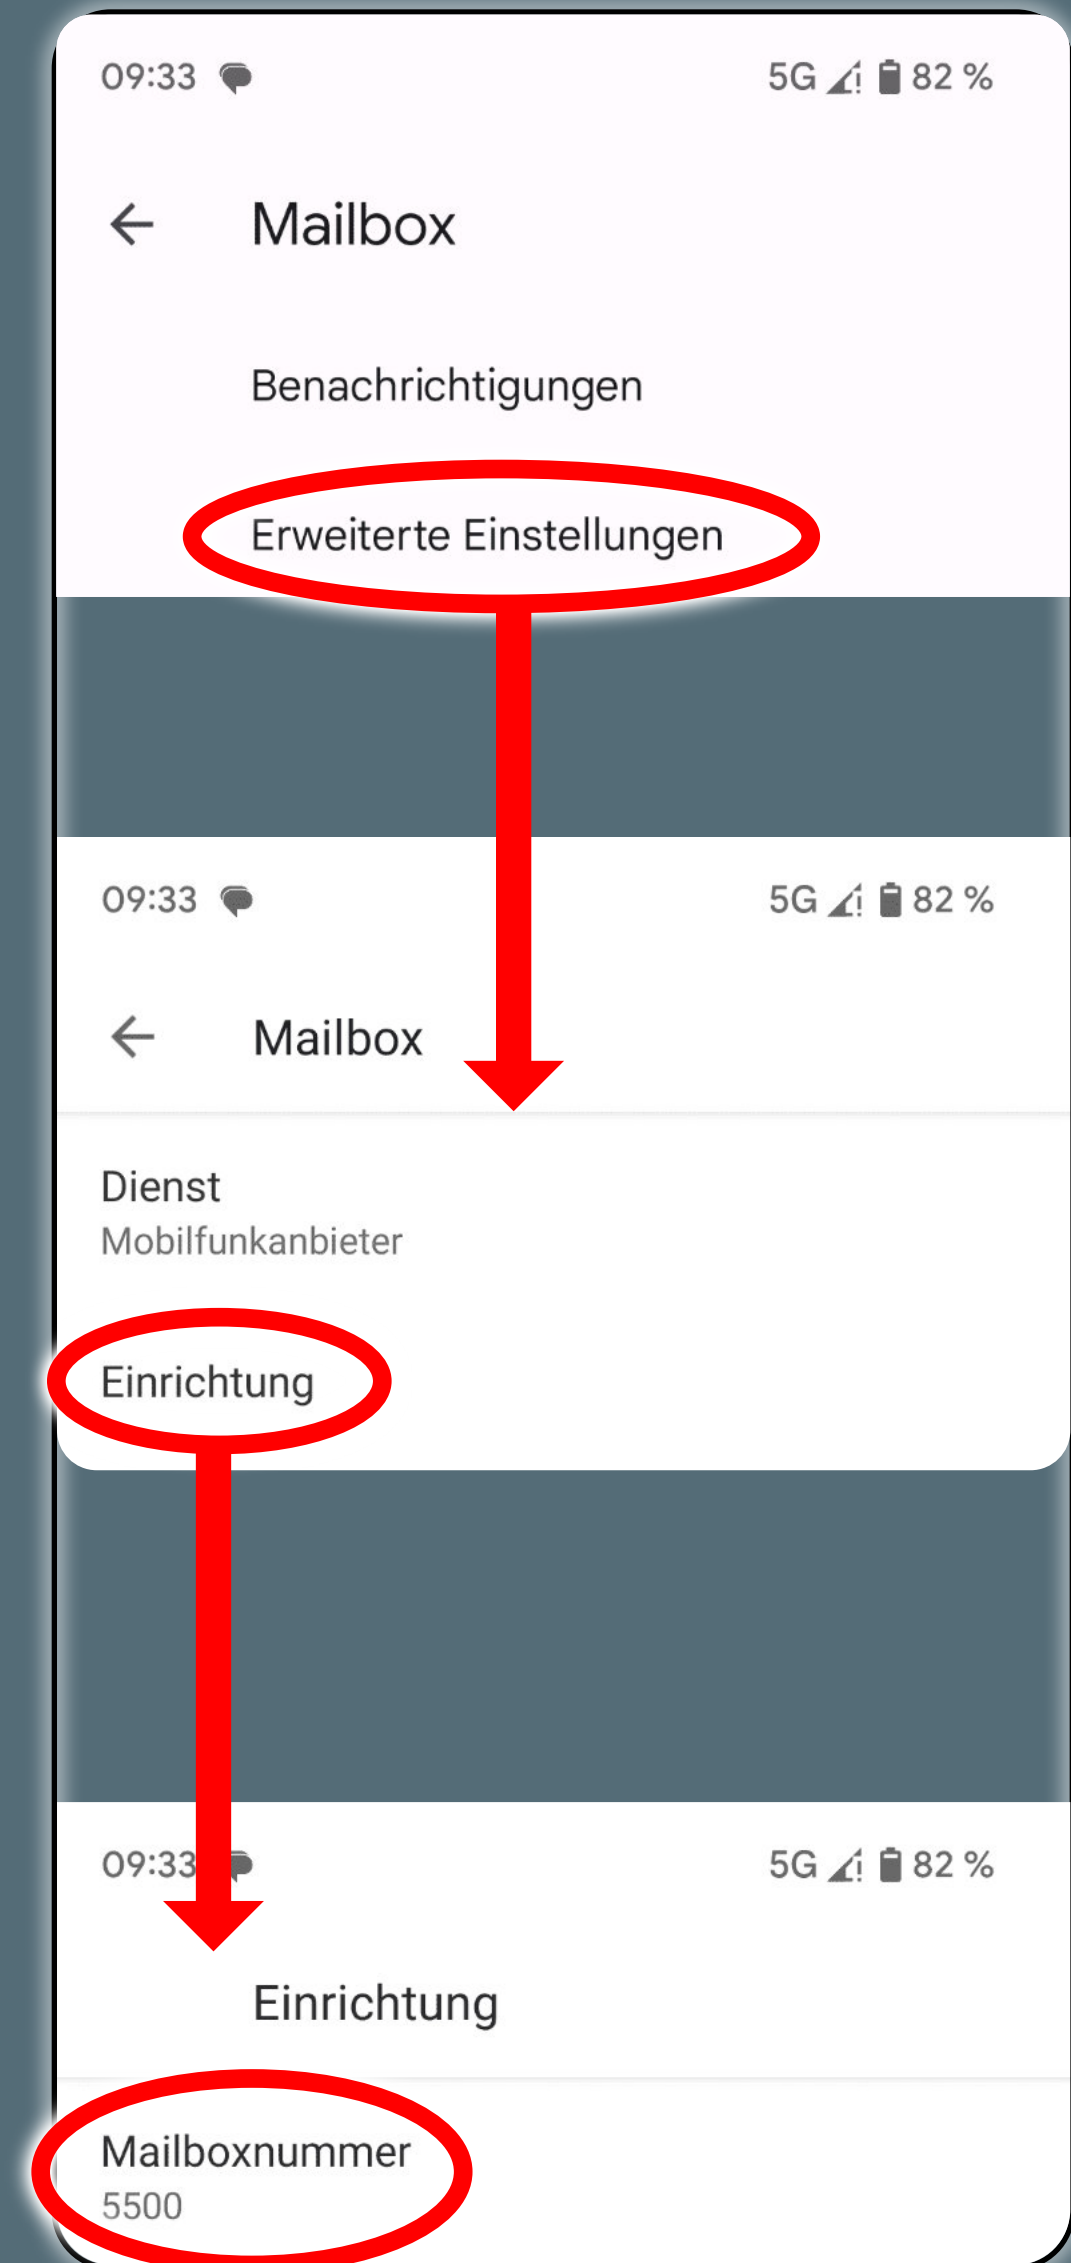 09:33 5G 82 %
Mailbox
Benachrichtigungen
Erweiterte Einstellungen
09:33 5G 82 %
Mailbox
Dienst
Mobilfunkanbieter
Einrichtung
09:33 5G 82 %
Einrichtung
Mailboxnummer
5500